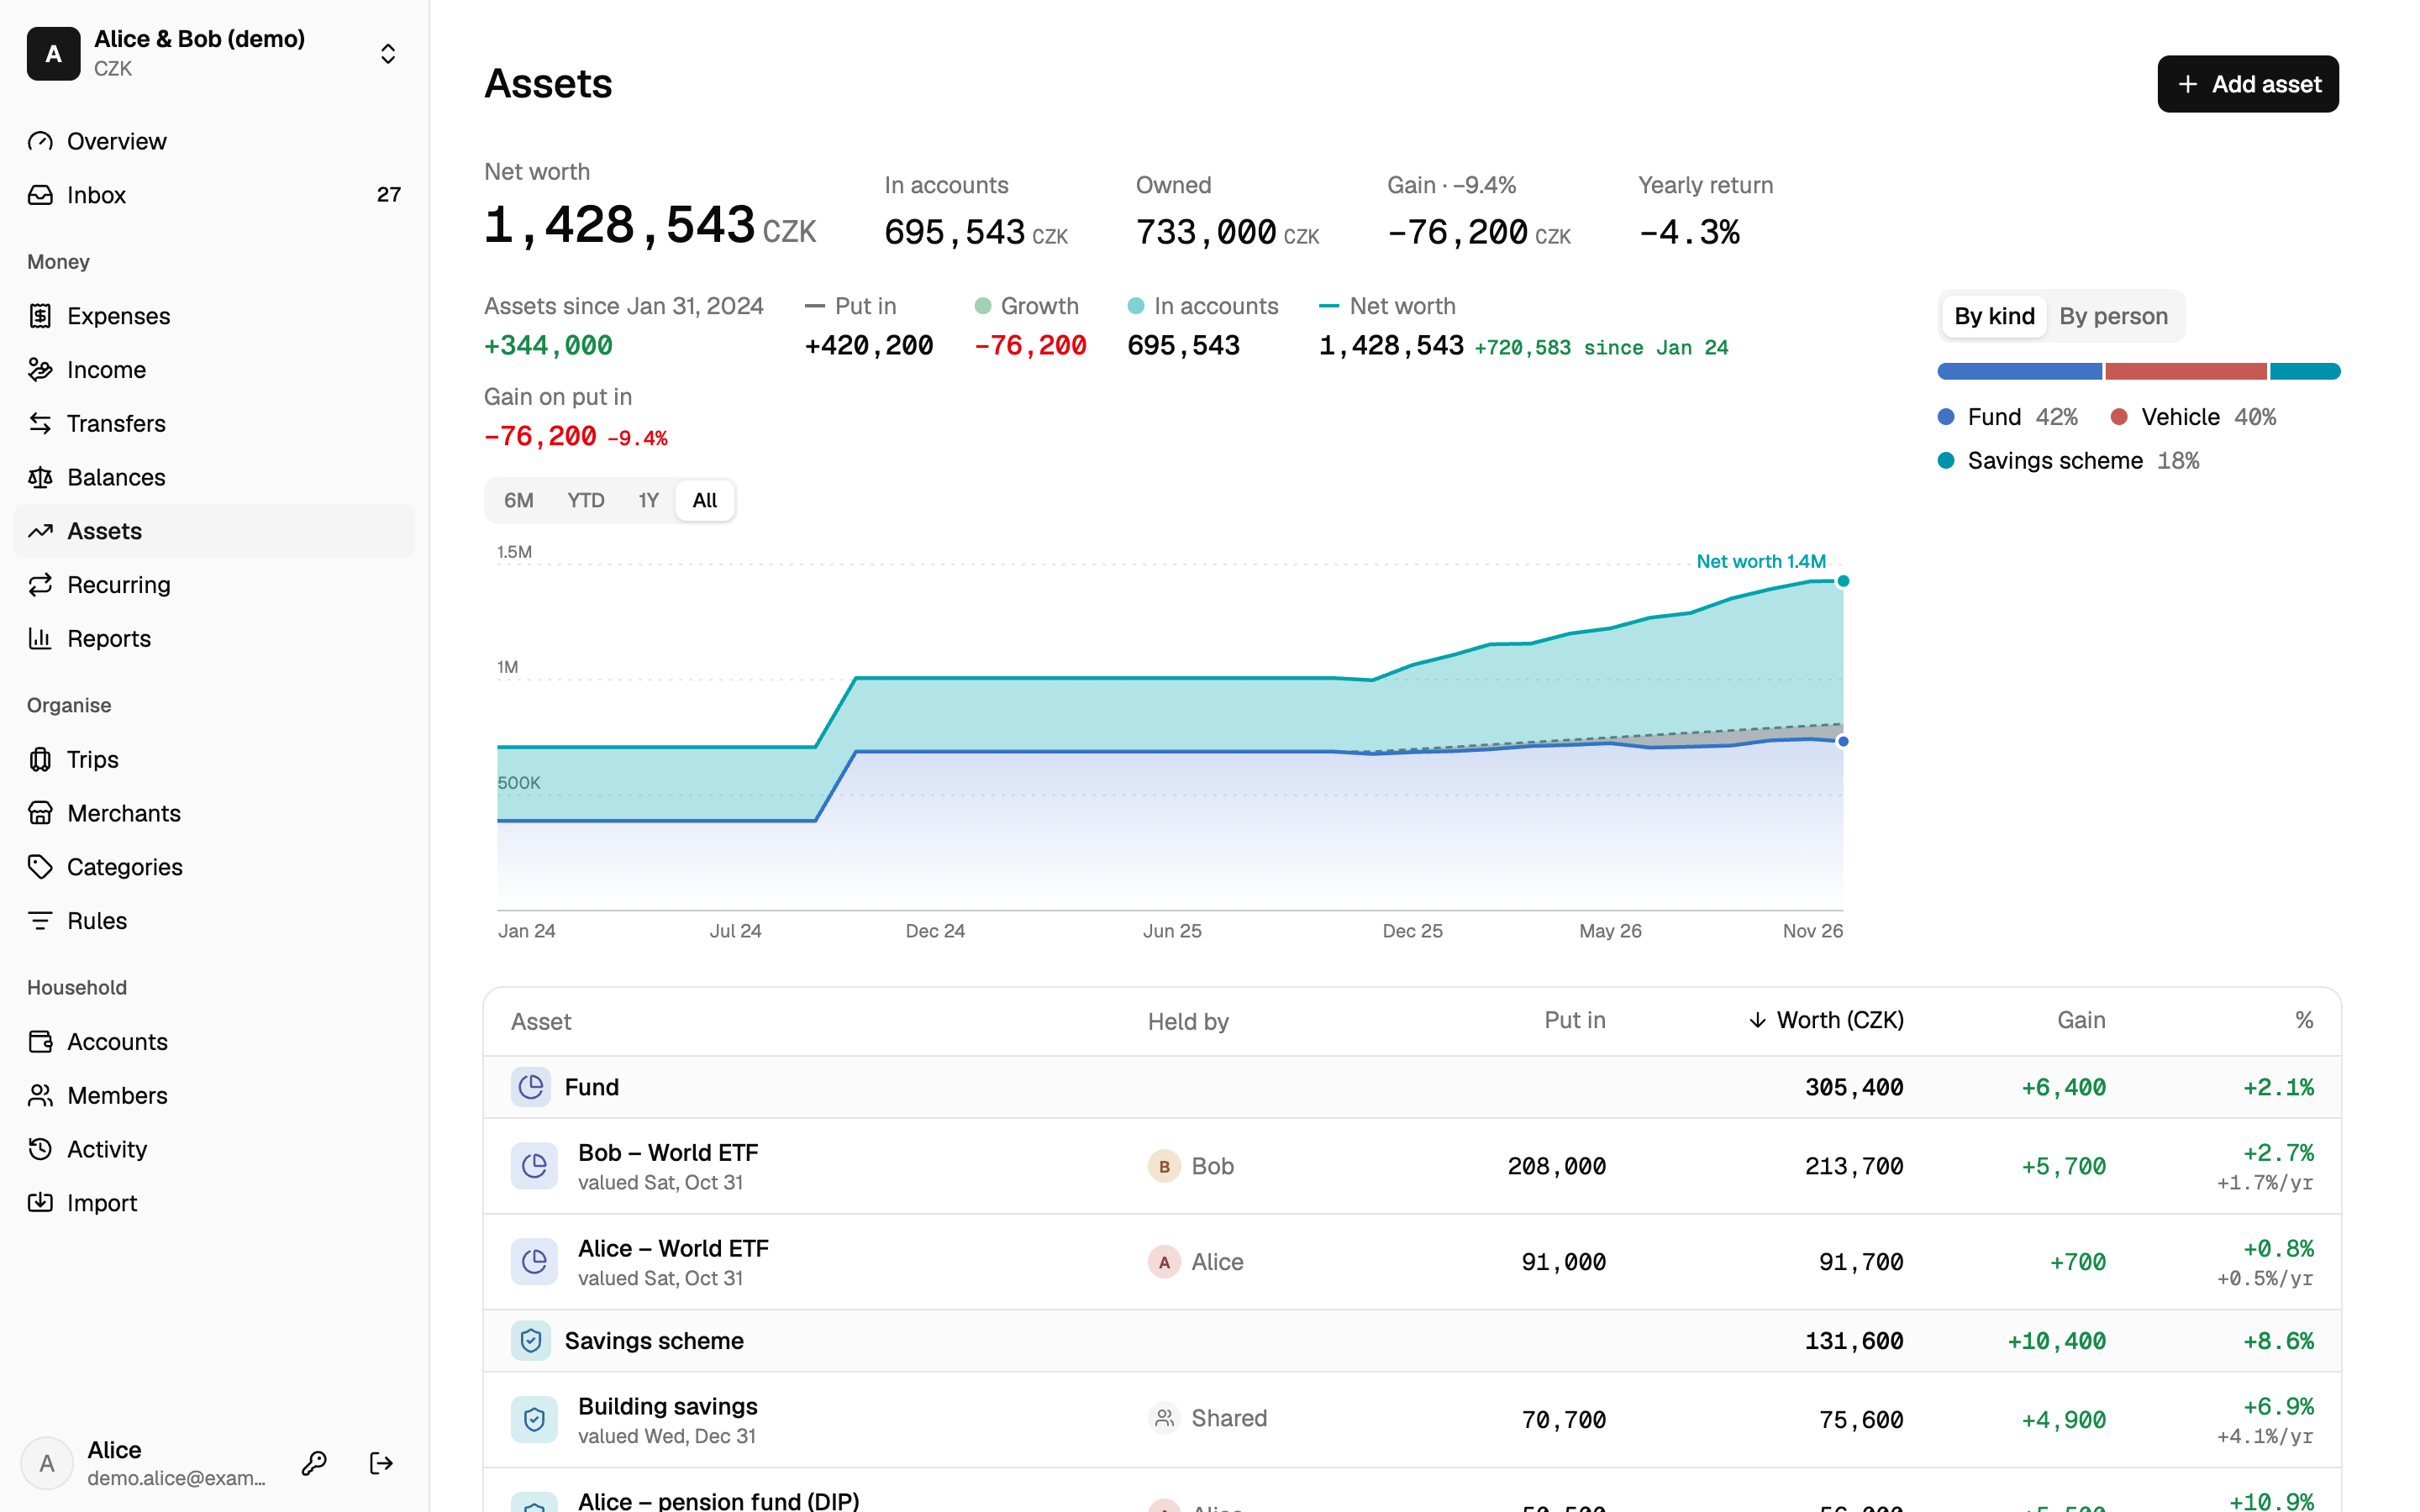 A
Alice & Bob (demo)
CZK
Overview
Inbox 27
Money
Expenses
Income
Transfers
Balances
Assets
Recurring
Reports
Organise
Trips
Merchants
Categories
Rules
Household
Accounts
Members
Activity
Import
A
Alice
demo.alice@exam...
Assets
+ Add asset
Net worth
1,428,543 CZK
In accounts
695,543 CZK
Owned
733,000 CZK
Gain · −9.4%
−76,200 CZK
Yearly return
−4.3%
Assets since Jan 31, 2024
+344,000
Put in
+420,200
Growth
−76,200
In accounts
695,543
Net worth
1,428,543 +720,583 since Jan 24
Gain on put in
−76,200 −9.4%
By kind By person
Fund 42% Vehicle 40%
Savings scheme 18%
6M YTD 1Y All
1.5M
Net worth 1.4M
1M
500K
Jan 24 Jul 24 Dec 24 Jun 25 Dec 25 May 26 Nov 26
Asset Held by Put in ↓ Worth (CZK) Gain %
Fund 305,400 +6,400 +2.1%
Bob – World ETF
valued Sat, Oct 31
B Bob 208,000 213,700 +5,700 +2.7%
+1.7%/yr
Alice – World ETF
valued Sat, Oct 31
A Alice 91,000 91,700 +700 +0.8%
+0.5%/yr
Savings scheme 131,600 +10,400 +8.6%
Building savings
valued Wed, Dec 31
Shared 70,700 75,600 +4,900 +6.9%
+4.1%/yr
Alice – pension fund (DIP)
+10.9%